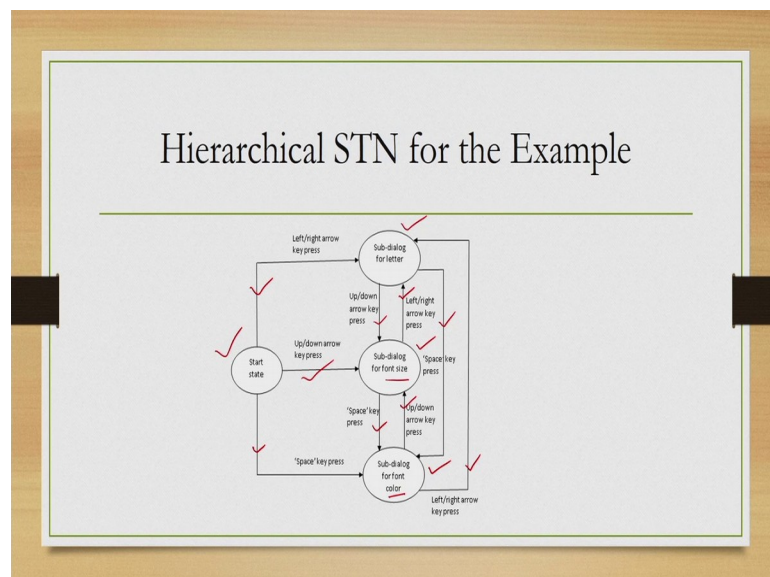 Hierarchical STN for the Example
Left/right arrow
key press
Sub-dialog
for letter
Up/down
arrow key
press
Left/right
arrow key
press
Up/down arrow
key press
Start
state
Sub-dialog
for font size
'Space' key
press
'Space' key
press
Up/down
arrow key
press
'Space' key press
Sub-dialog
for font
color
Left/right arrow
key press